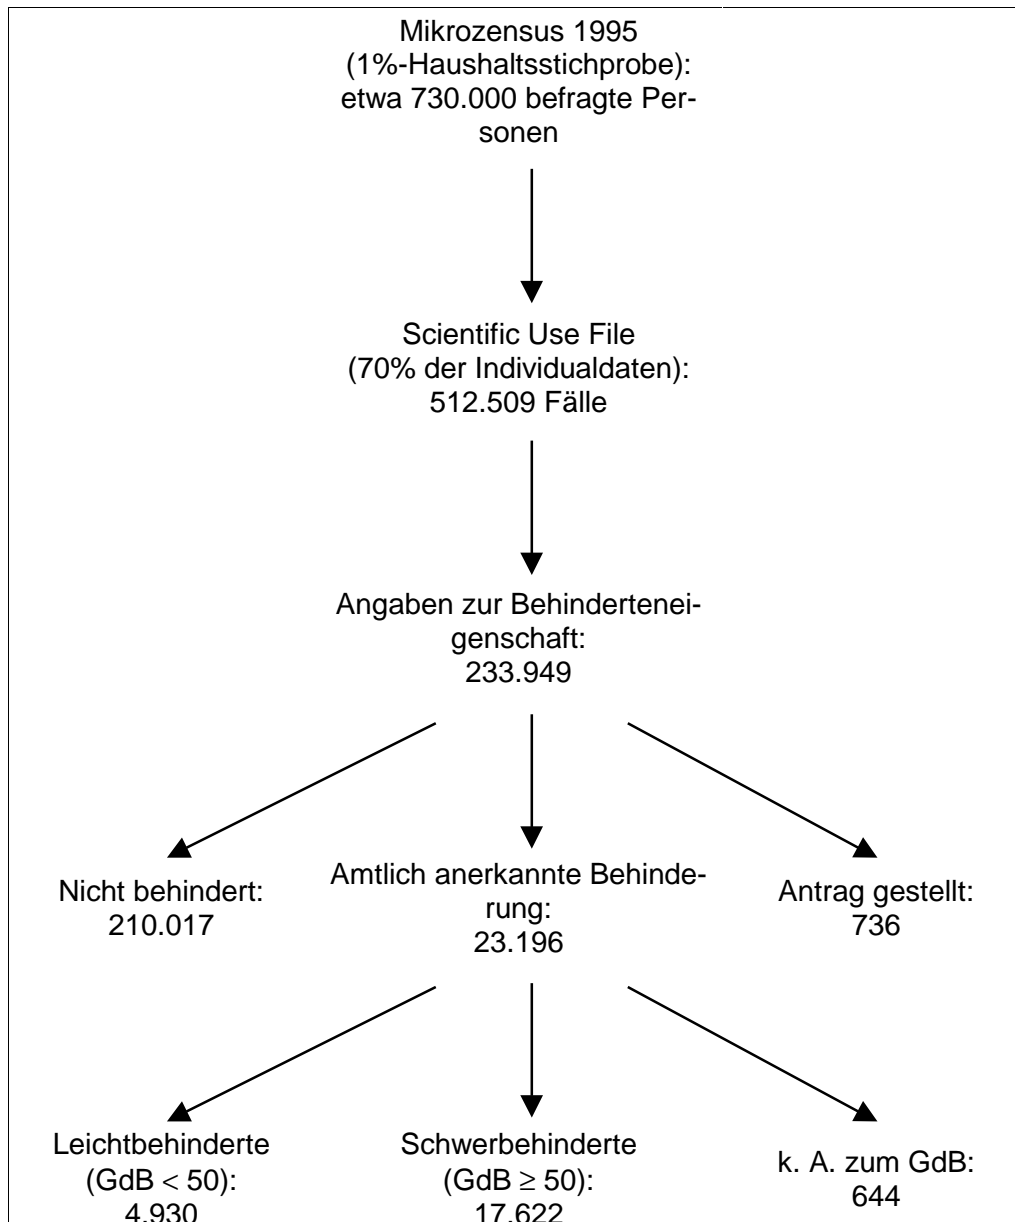 Mikrozensus 1995
(1%-Haushaltsstichprobe):
etwa 730.000 befragte Per-
sonen
Scientific Use File
(70% der Individualdaten):
512.509 Fälle
Angaben zur Behindertenei-
genschaft:
233.949
Nicht behindert:
210.017
Amtlich anerkannte Behinde-
rung:
23.196
Antrag gestellt:
736
Leichtbehinderte
(GdB < 50):
4.930
Schwerbehinderte
(GdB ≥ 50):
17.622
k. A. zum GdB:
644